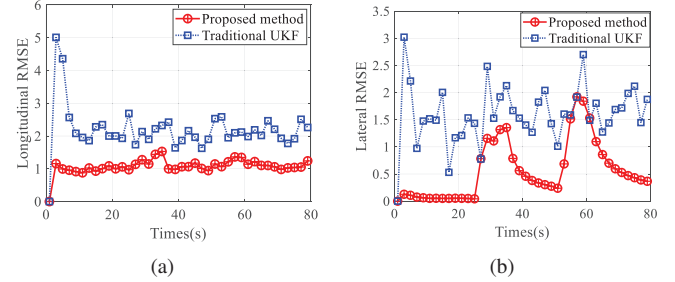 (a)
Proposed method
Traditional UKF
Longitudinal RMSE
6
5
4
3
2
1
0
0 20 40 60 80
Times(s)
(a)
(b)
Proposed method
Traditional UKF
Lateral RMSE
3.5
3
2.5
2
1.5
1
0.5
0
0 20 40 60 80
Times(s)
(b)